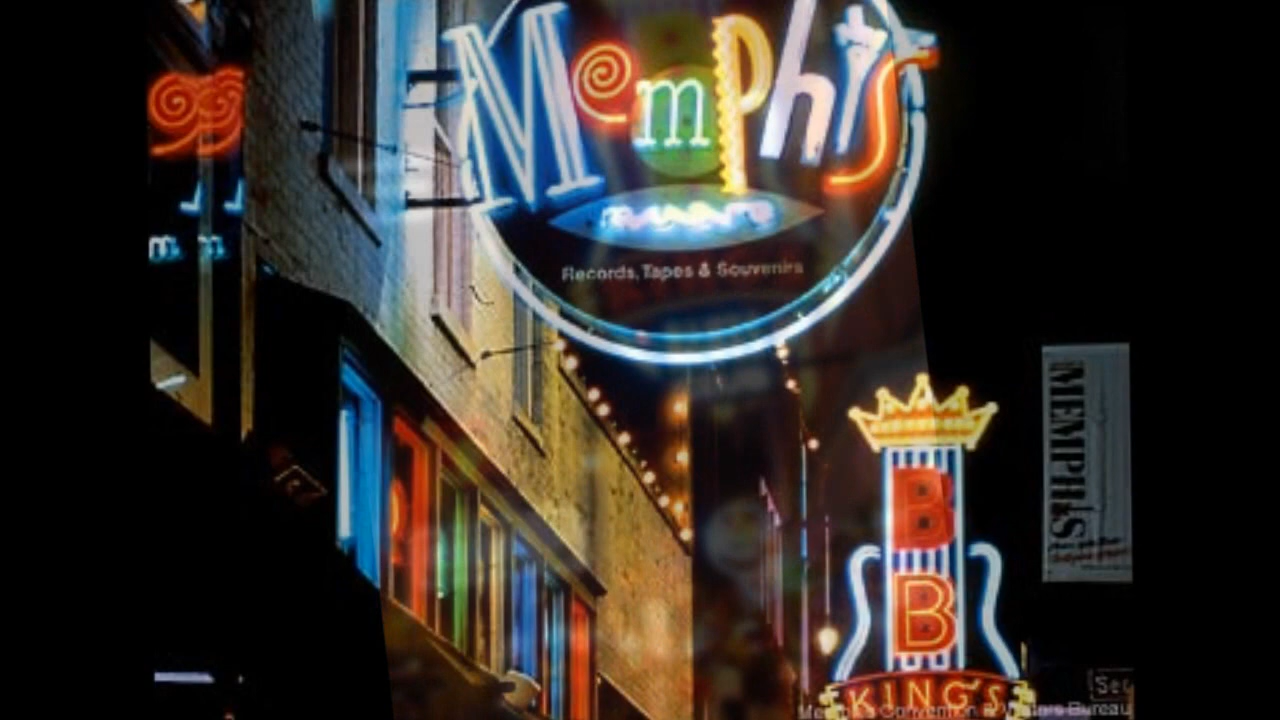 Memphis
Records, Tapes & Souvenirs
B
B
KING'S
MEMPHIS
Memphis Convention & Visitors Bureau